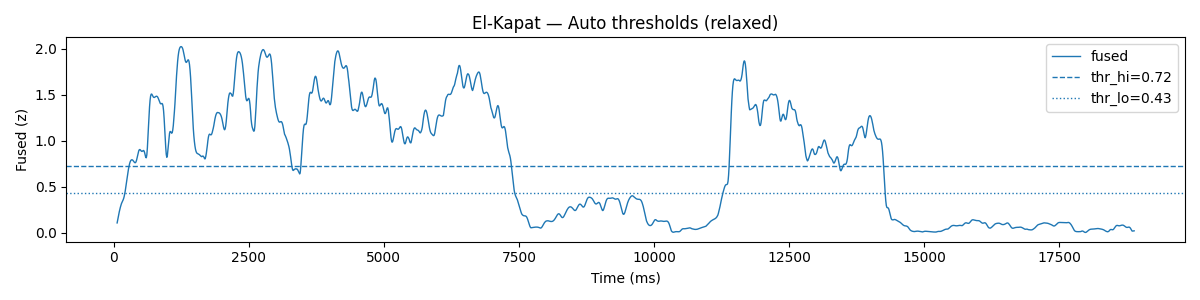 El-Kapat — Auto thresholds (relaxed)
fused
thr_hi=0.72
thr_lo=0.43
Fused (z)
2.0
1.5
1.0
0.5
0.0
0 2500 5000 7500 10000 12500 15000 17500
Time (ms)